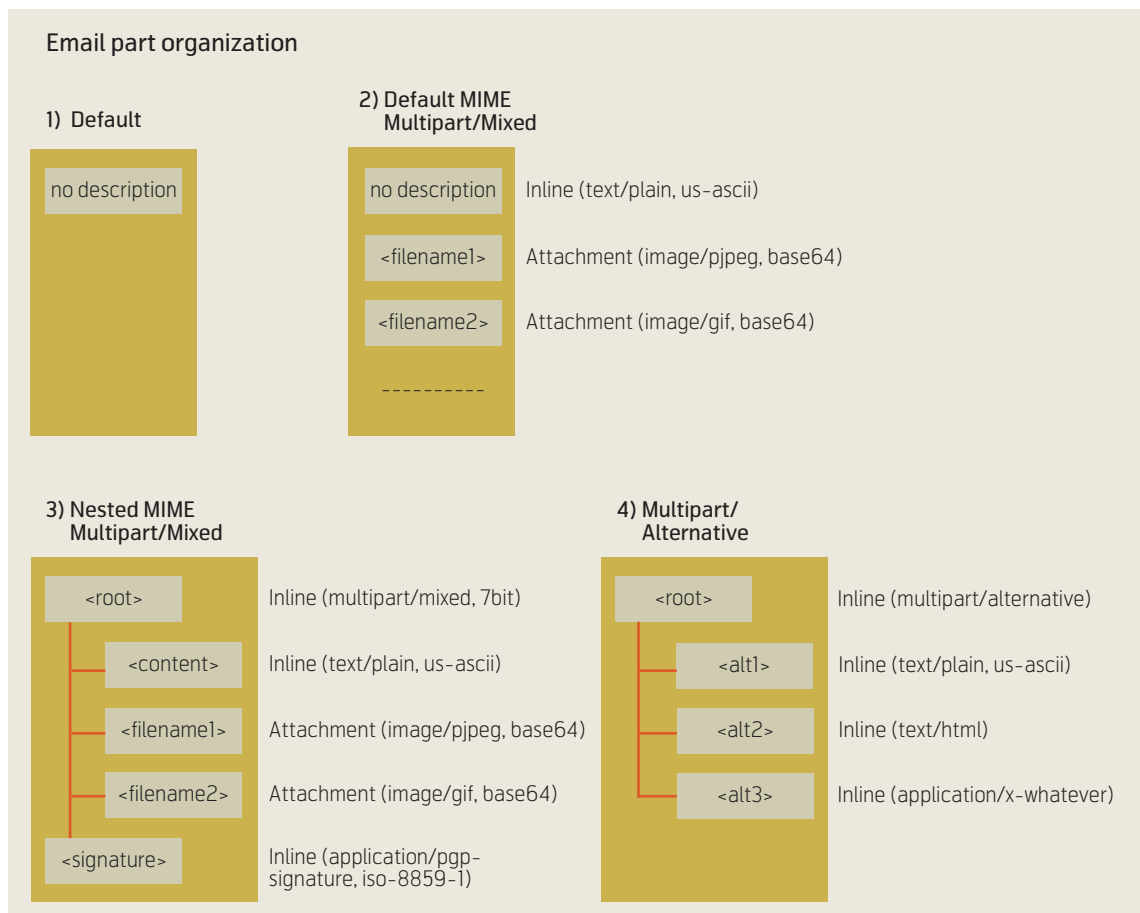 Email part organization
1) Default
no description
2) Default MIME
Multipart/Mixed
no description
Inline (text/plain, us-ascii)
<filename1>
Attachment (image/pjpeg, base64)
<filename2>
Attachment (image/gif, base64)
----------
3) Nested MIME
Multipart/Mixed
<root>
Inline (multipart/mixed, 7bit)
<content>
Inline (text/plain, us-ascii)
<filename1>
Attachment (image/pjpeg, base64)
<filename2>
Attachment (image/gif, base64)
<signature>
Inline (application/pgp-
signature, iso-8859-1)
4) Multipart/
Alternative
<root>
Inline (multipart/alternative)
<alt1>
Inline (text/plain, us-ascii)
<alt2>
Inline (text/html)
<alt3>
Inline (application/x-whatever)